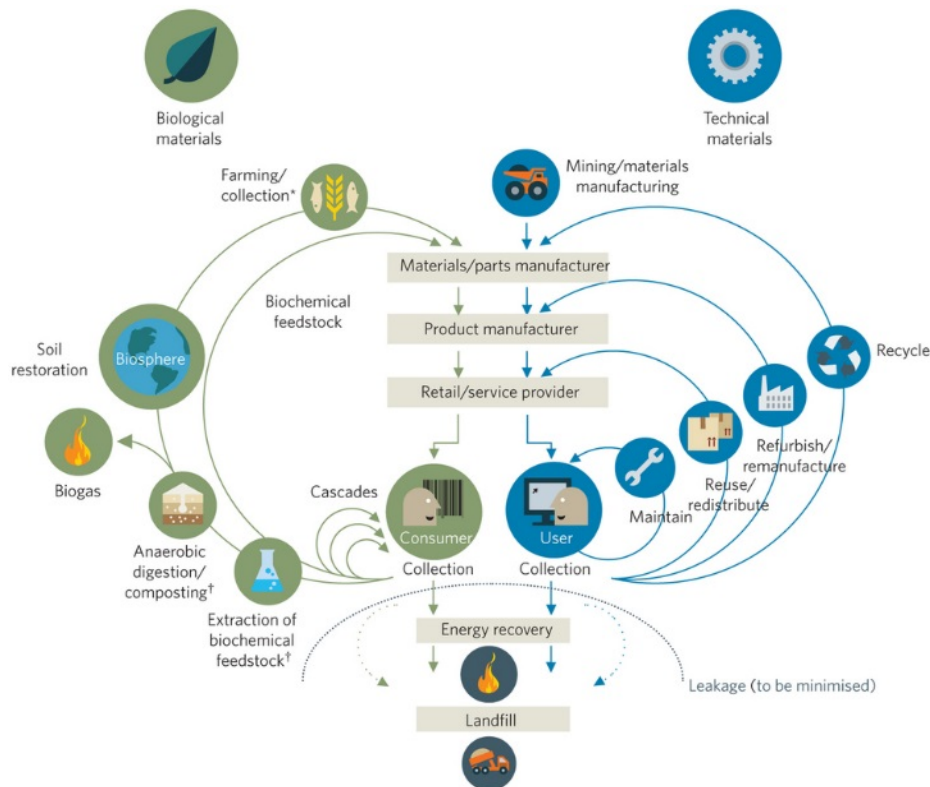 Biological
materials
Technical
materials
Farming/
collection*
Mining/materials
manufacturing
Materials/parts manufacturer
Biochemical
feedstock
Product manufacturer
Soil
restoration
Biosphere
Recycle
Retail/service provider
Biogas
Refurbish/
remanufacture
Reuse/
redistribute
Maintain
Cascades
Consumer
User
Anaerobic
digestion/
composting†
Collection
Collection
Extraction of
biochemical
feedstock†
Energy recovery
Leakage (to be minimised)
Landfill